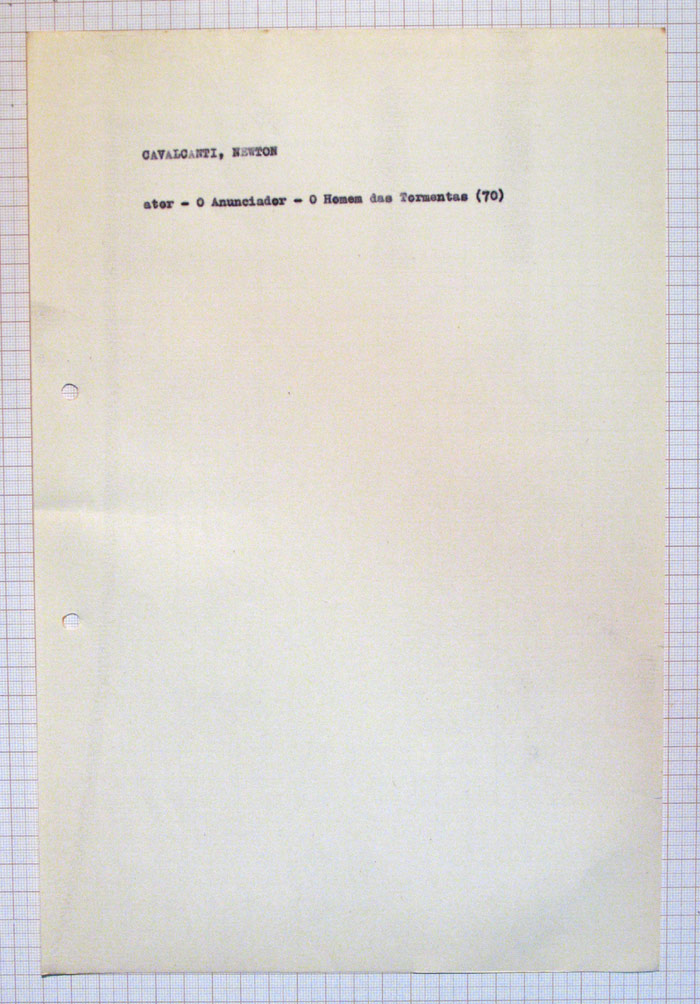 CAVALCANTI, NEWTON
ator - O Anunciador - O Homem das Tormentas (70)